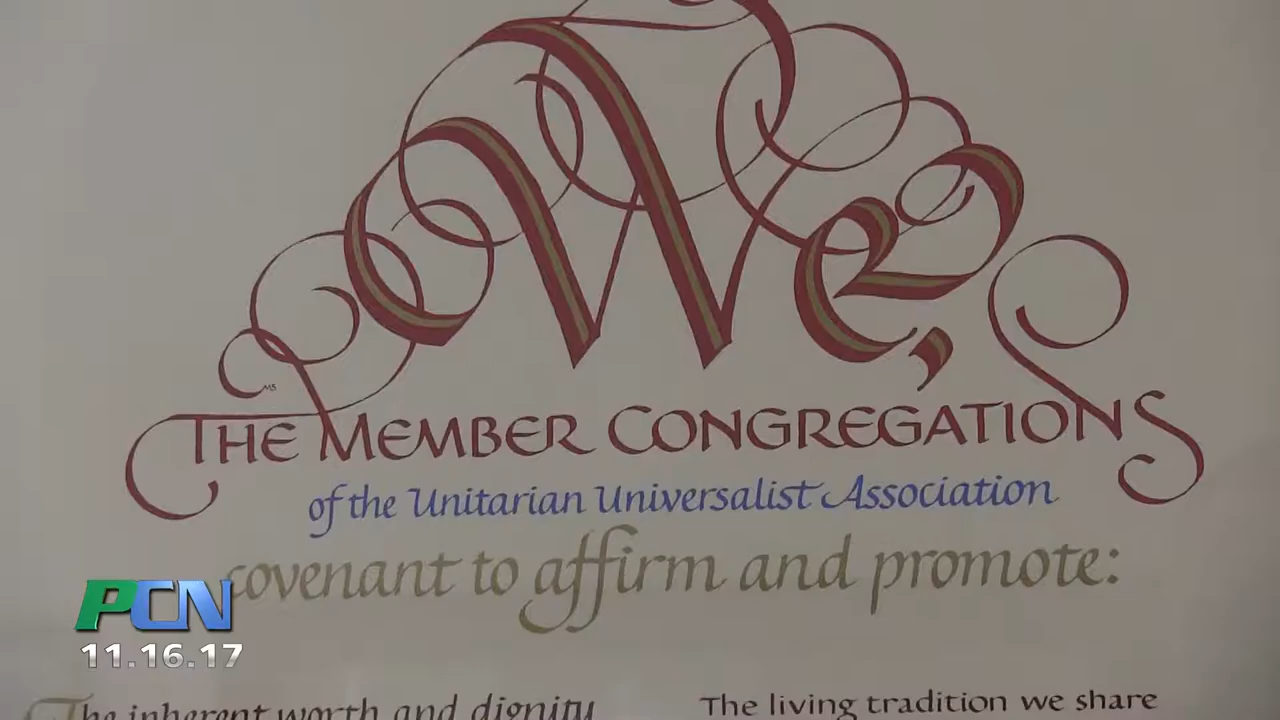 We,
MS
THE MEMBER CONGREGATIONS
of the Unitarian Universalist Association
covenant to affirm and promote:
The inherent worth and dignity
The living tradition we share
PCN
11.16.17